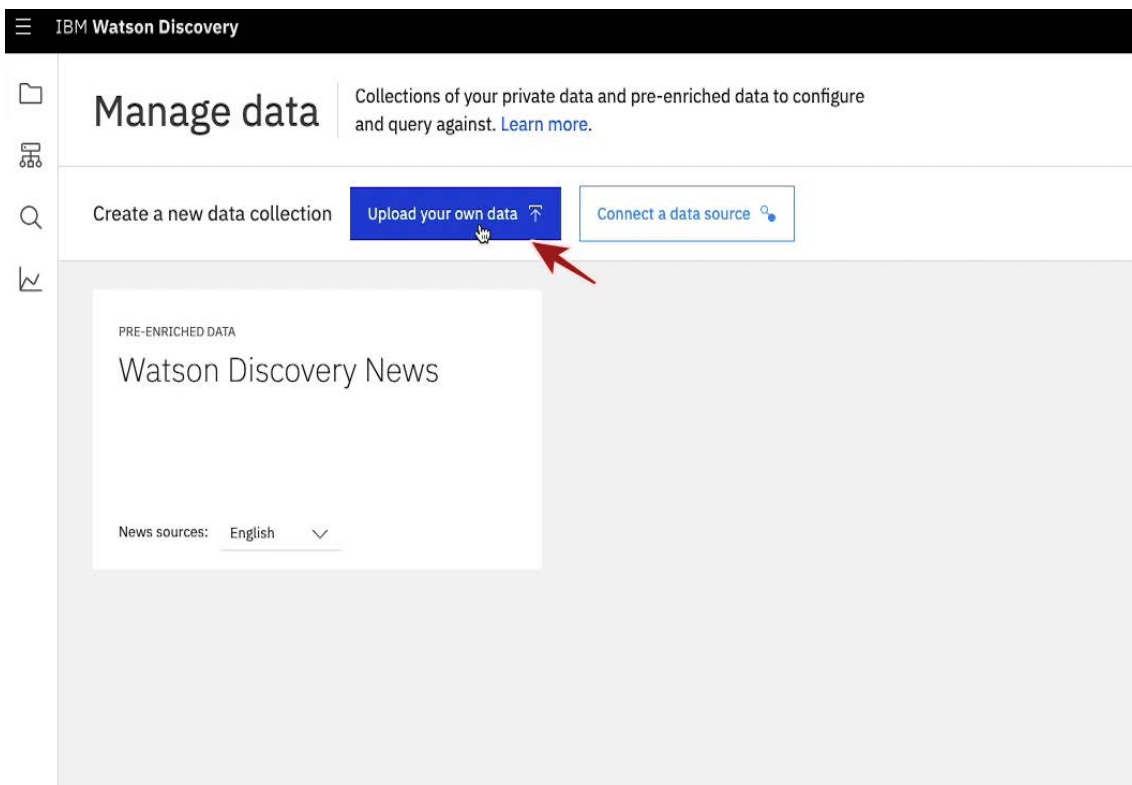 IBM Watson Discovery
Manage data
Collections of your private data and pre-enriched data to configure
and query against. Learn more.
Create a new data collection
Upload your own data
Connect a data source
PRE-ENRICHED DATA
Watson Discovery News
News sources: English